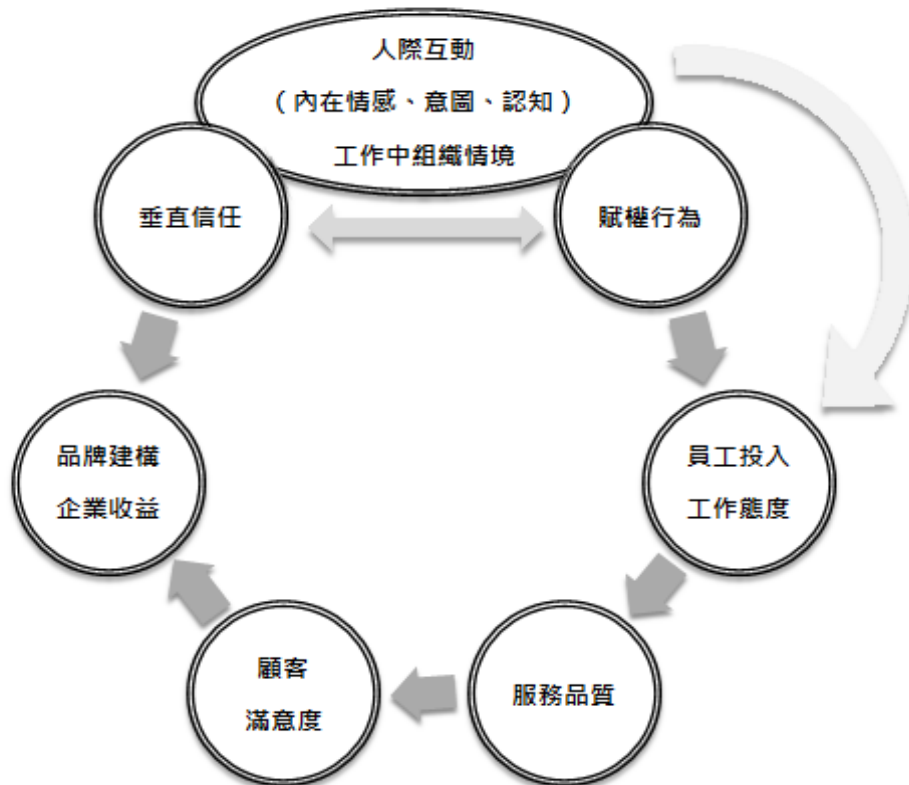 人際互動
（內在情感、意圖、認知）
工作中組織情境
垂直信任
賦權行為
品牌建構
企業收益
員工投入
工作態度
顧客
滿意度
服務品質